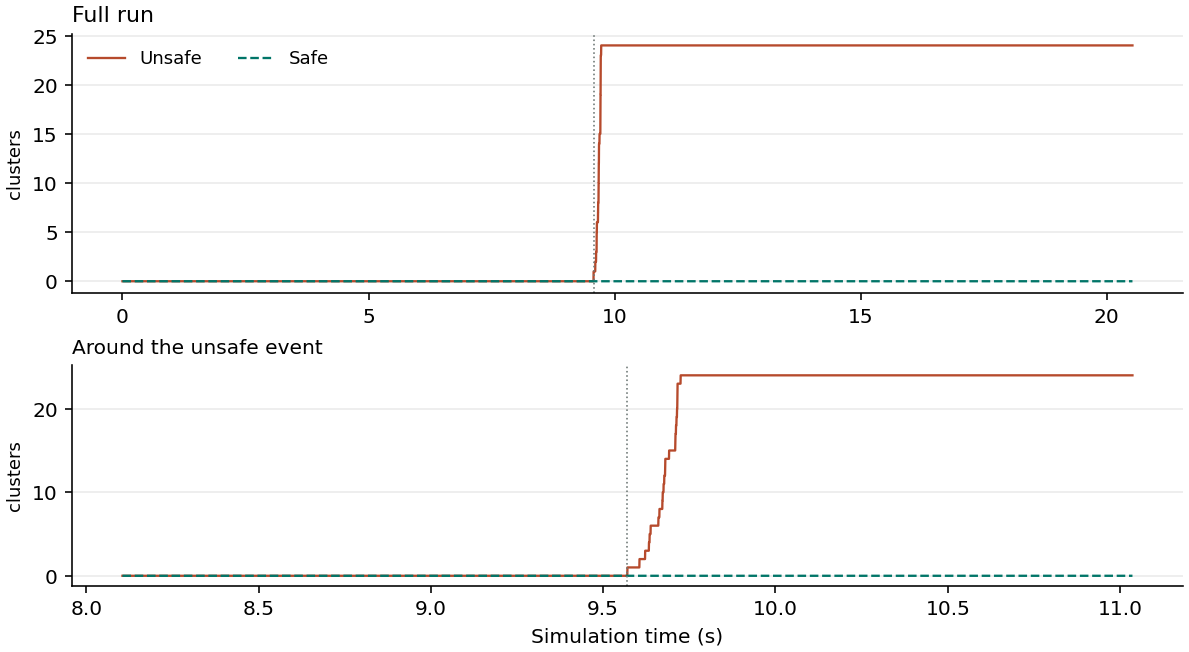 Full run
25
20
15
10
5
0
clusters
Unsafe Safe
0 5 10 15 20
Around the unsafe event
20
10
0
clusters
8.0 8.5 9.0 9.5 10.0 10.5 11.0
Simulation time (s)